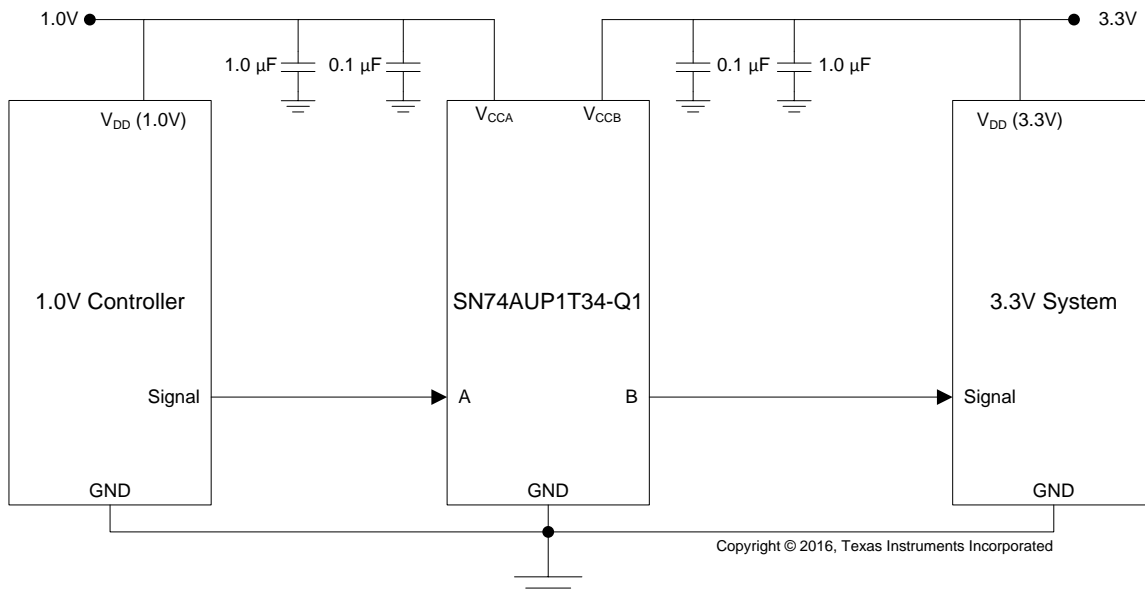 1.0V
3.3V
1.0 µF
0.1 µF
0.1 µF
1.0 µF
VDD (1.0V)
VCCA
VCCB
VDD (3.3V)
1.0V Controller
SN74AUP1T34-Q1
3.3V System
Signal
A
B
Signal
GND
GND
GND
Copyright © 2016, Texas Instruments Incorporated